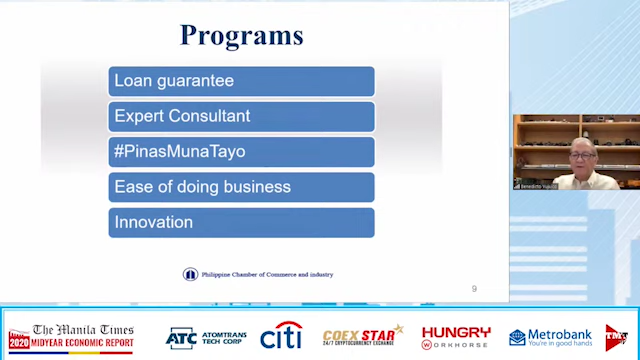 Programs
Loan guarantee
Expert Consultant
#PinasMunaTayo
Ease of doing business
Innovation
Philippine Chamber of Commerce and industry
9
Benedicto
The Manila Times
2020 MIDYEAR ECONOMIC REPORT
ATC ATOMTRANS TECH CORP
citi
COEX STAR
24/7 CRYPTOCURRENCY EXCHANGE
HUNGRY
WORKHORSE
Metrobank
You're in good hands